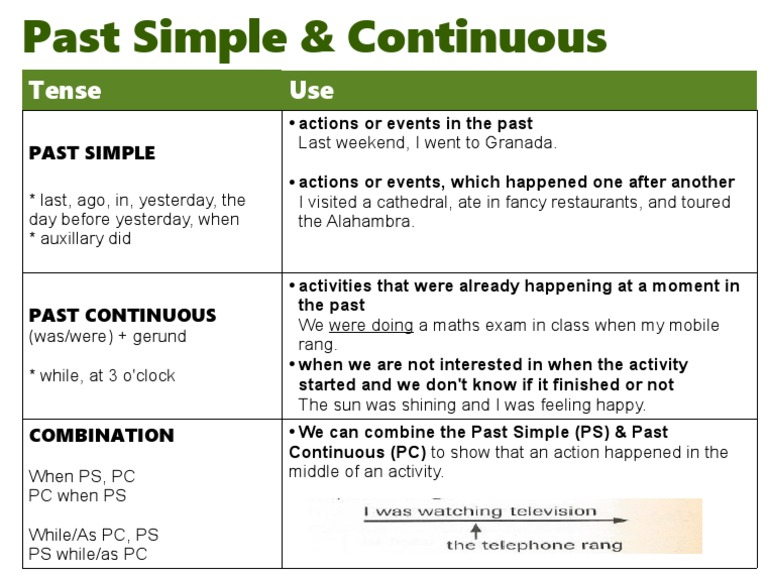 Past Simple & Continuous
Tense
Use
PAST SIMPLE
* last, ago, in, yesterday, the
day before yesterday, when
* auxillary did
• actions or events in the past
Last weekend, I went to Granada.
• actions or events, which happened one after another
I visited a cathedral, ate in fancy restaurants, and toured
the Alahambra.
PAST CONTINUOUS
(was/were) + gerund
* while, at 3 o'clock
• activities that were already happening at a moment in
the past
We were doing a maths exam in class when my mobile
rang.
• when we are not interested in when the activity
started and we don't know if it finished or not
The sun was shining and I was feeling happy.
COMBINATION
When PS, PC
PC when PS
While/As PC, PS
PS while/as PC
• We can combine the Past Simple (PS) & Past
Continuous (PC) to show that an action happened in the
middle of an activity.
I was watching television
the telephone rang